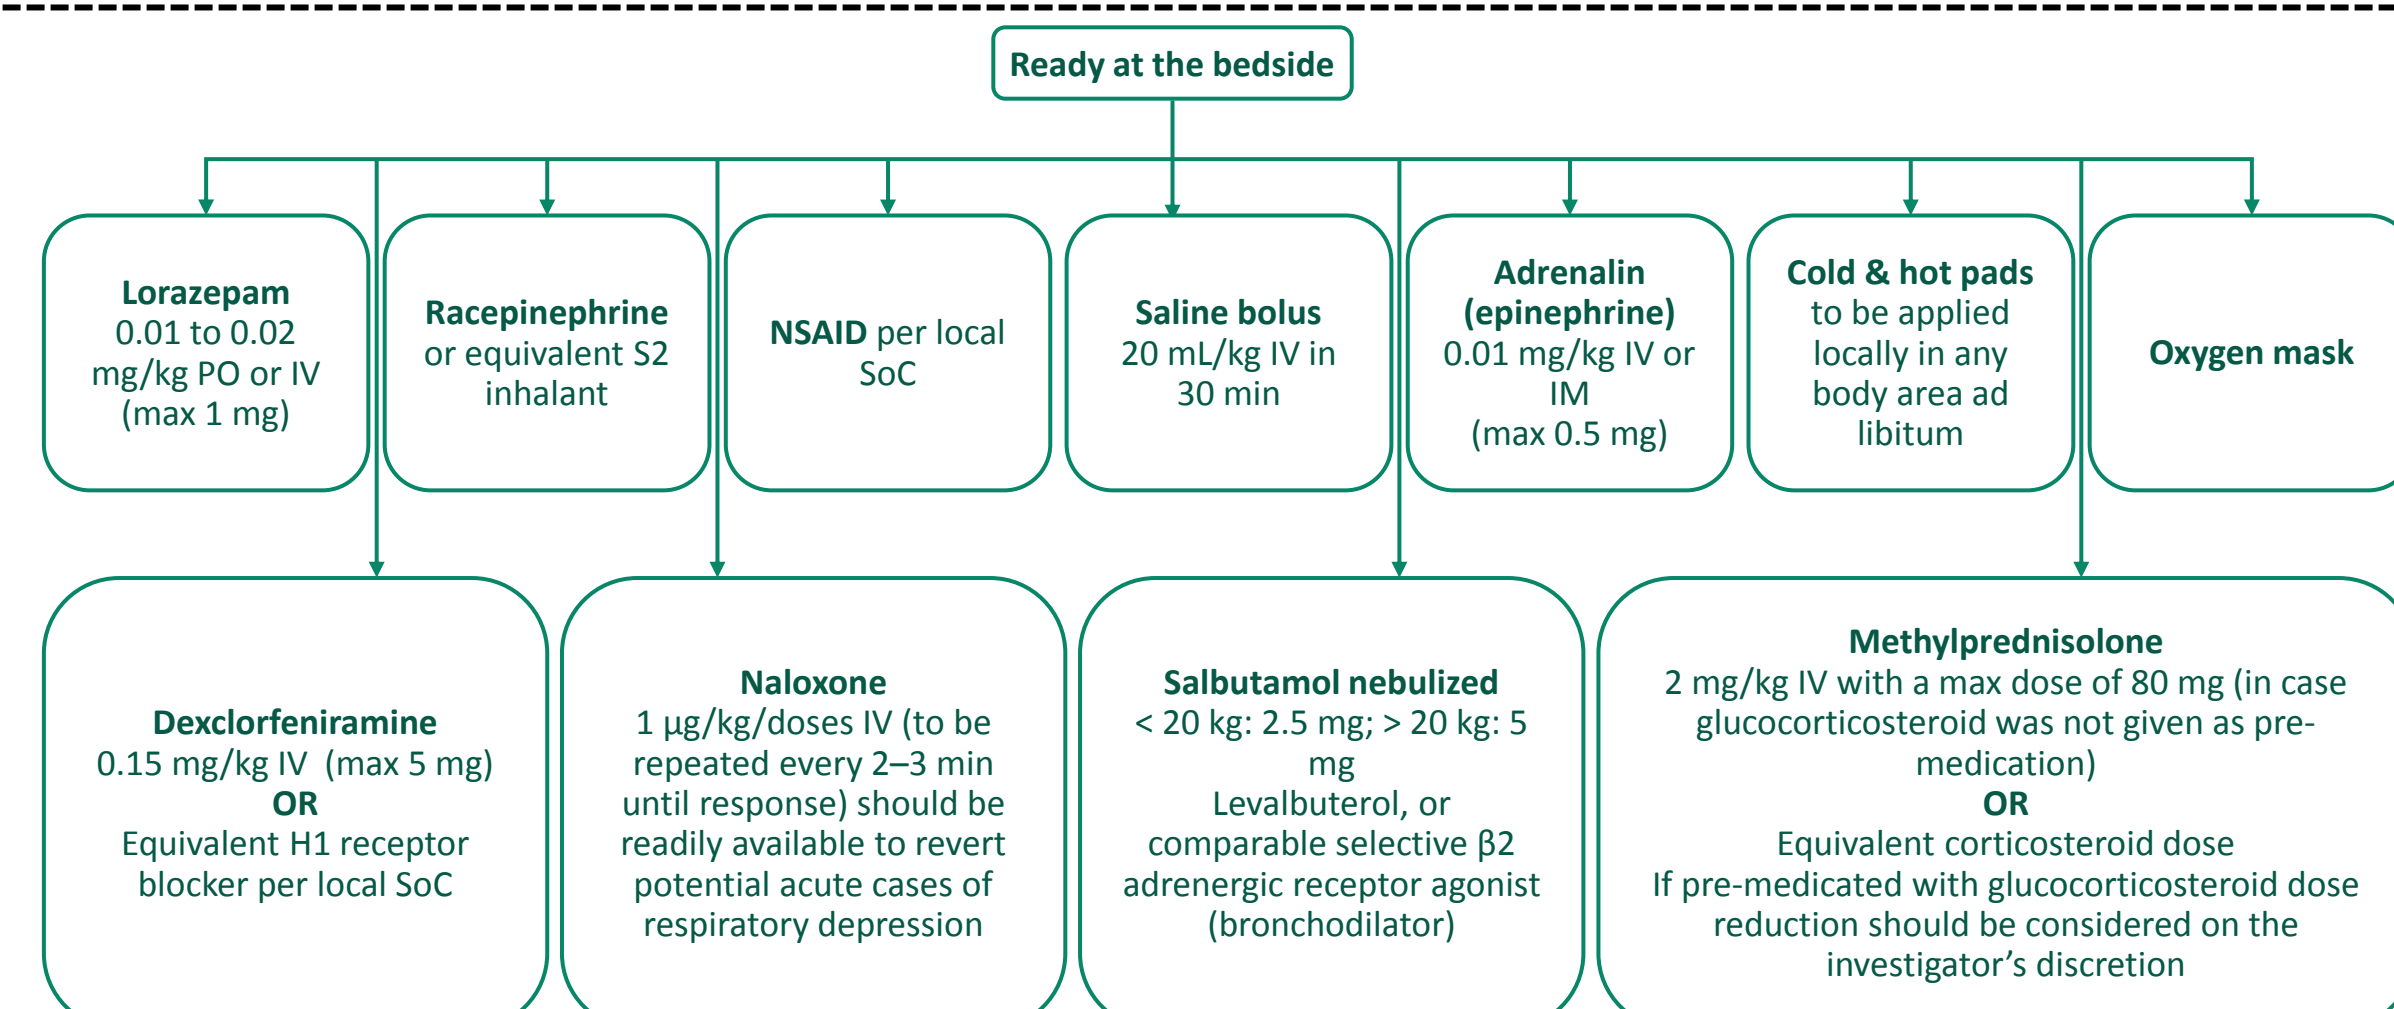 Ready at the bedside
Lorazepam
0.01 to 0.02
mg/kg PO or IV
(max 1 mg)
Racepinephrine
or equivalent S2
inhalant
NSAID per local
SoC
Saline bolus
20 mL/kg IV in
30 min
Adrenalin
(epinephrine)
0.01 mg/kg IV or
IM
(max 0.5 mg)
Cold & hot pads
to be applied
locally in any
body area ad
libitum
Oxygen mask
Dexclorfeniramine
0.15 mg/kg IV (max 5 mg)
OR
Equivalent H1 receptor
blocker per local SoC
Naloxone
1 µg/kg/doses IV (to be
repeated every 2–3 min
until response) should be
readily available to revert
potential acute cases of
respiratory depression
Salbutamol nebulized
< 20 kg: 2.5 mg; > 20 kg: 5
mg
Levalbuterol, or
comparable selective β2
adrenergic receptor agonist
(bronchodilator)
Methylprednisolone
2 mg/kg IV with a max dose of 80 mg (in case
glucocorticosteroid was not given as pre-
medication)
OR
Equivalent corticosteroid dose
If pre-medicated with glucocorticosteroid dose
reduction should be considered on the
investigator’s discretion